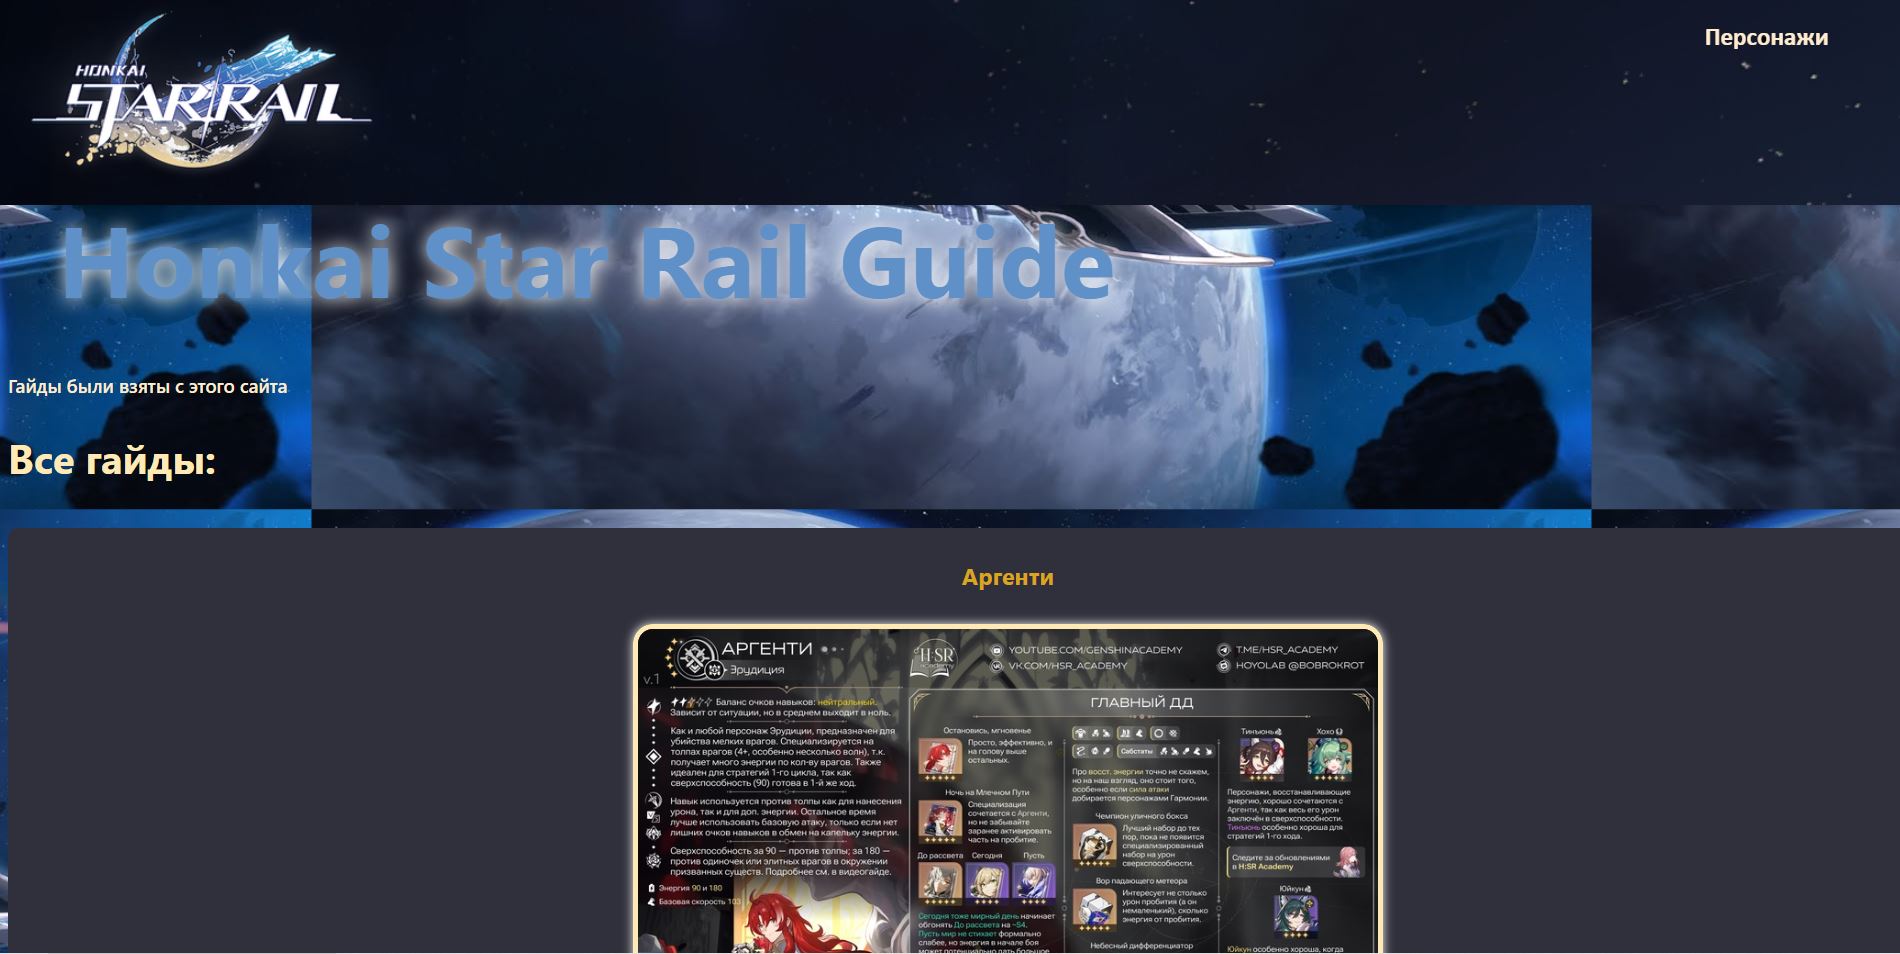 HONKAI
STAR RAIL
Персонажи
Honkai Star Rail Guide
Гайды были взяты с этого сайта
Все гайды:
Аргенти
АРГЕНТИ
Эрудиция
v.1
H:SR
academy
YOUTUBE.COM/GENSHINACADEMY
VK.COM/HSR_ACADEMY
T.ME/HSR_ACADEMY
HOYOLAB @BOBROKROT
Баланс очков навыков: нейтральный.
Зависит от ситуации, но в среднем выходит в ноль.
Как и любой персонаж Эрудиции, предназначен для
убийства мелких врагов. Специализируется на
толпах врагов (4+, особенно несколько волн), т.к.
получает много энергии по кол-ву врагов. Также
идеален для стратегий 1-го цикла, так как
сверхспособность (90) готова в 1-й же ход.
Навык используется против толпы как для нанесения
урона, так и для доп. энергии. Остальное время
лучше использовать базовую атаку, только если нет
лишних очков навыков в обмен на капельку энергии.
Сверхспособность за 90 — против толпы; за 180 —
против одиночек или элитных врагов в окружении
призванных существ. Подробнее см. в видеогайде.
Энергия 90 и 180
Базовая скорость 103
ГЛАВНЫЙ ДД
Остановись, мгновенье
Просто, эффективно, и
на голову выше
остальных.
Ночь на Млечном Пути
Специализация
сочетается с Аргенти,
но не забывайте
заранее активировать
часть на пробитие.
До рассвета
Сегодня
Пусть
Сегодня тоже мирный день начинает
обгонять До рассвета на ~S4.
Пусть мир не стихает формально
слабее, но энергия в начале боя
может потенциально дать большое
Сабстаты
Про восст. энергии точно не скажем,
но на наш взгляд, оно стоит того,
особенно если сила атаки
добирается персонажами Гармонии.
Чемпион уличного бокса
Лучший набор до тех
пор, пока не появится
специализированный
набор на урон
сверхспособности.
Вор падающего метеора
Интересует не столько
урон пробития (а он
немаленький), сколько
энергия от пробития.
Небесный дифференциатор
Тинъюнь
Хохо
Персонажи, восстанавливающие
энергию, хорошо сочетаются с
Аргенти, так как весь его урон
заключён в сверхспособности.
Тинъюнь особенно хороша для
стратегий 1-го хода.
Следите за обновлениями
в H:SR Academy
Юйкун
Юйкун особенно хороша, когда